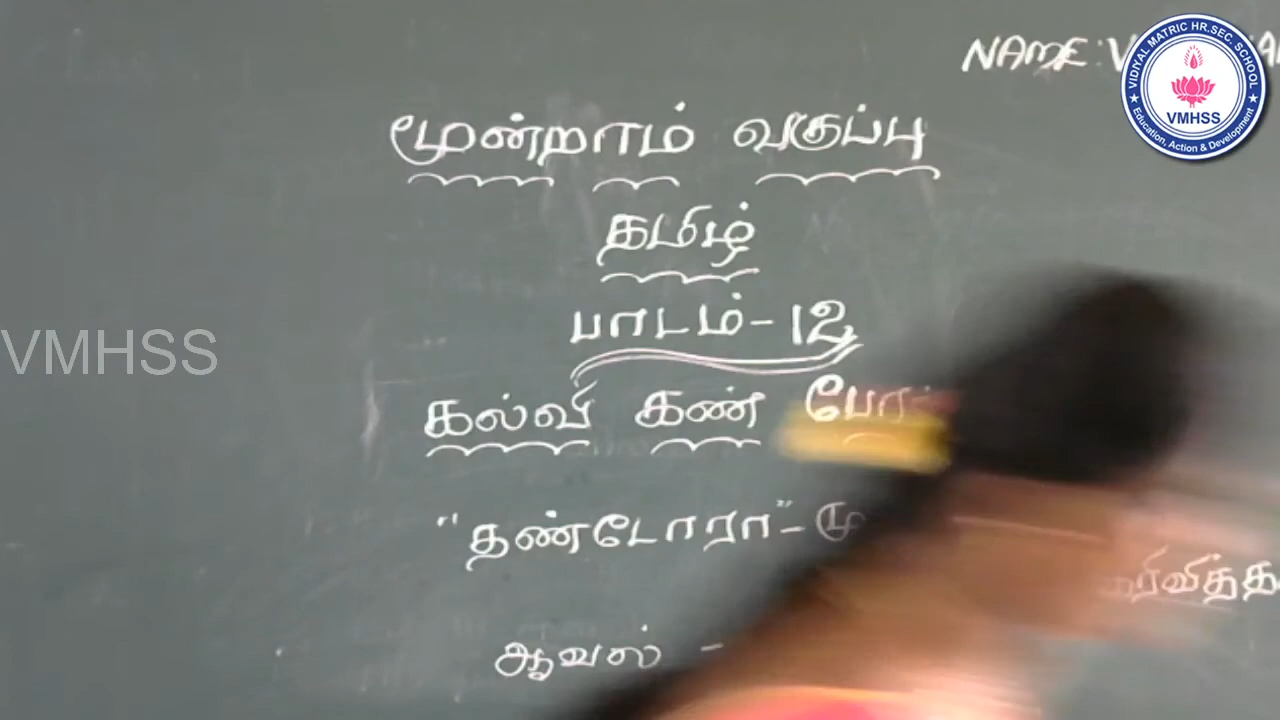 NAME:
மூன்றாம் வகுப்பு
தமிழ்
பாடம்-12
கல்வி கண்
"தண்டோரா"-
ஆவல் -
VMHSS
VIDIYAL MATRIC HR.SEC. SCHOOL
VMHSS
Education, Action & Development